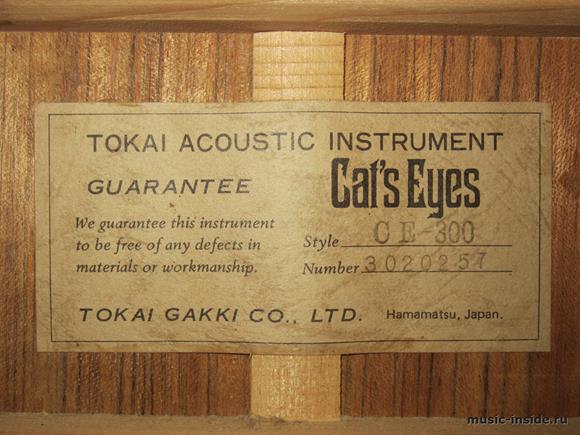 TOKAI ACOUSTIC INSTRUMENT
GUARANTEE
Cat's Eyes
We guarantee this instrument
to be free of any defects in
materials or workmanship.
Style CE-300
Number 3020257
TOKAI GAKKI CO., LTD. Hamamatsu, Japan.
music-inside.ru